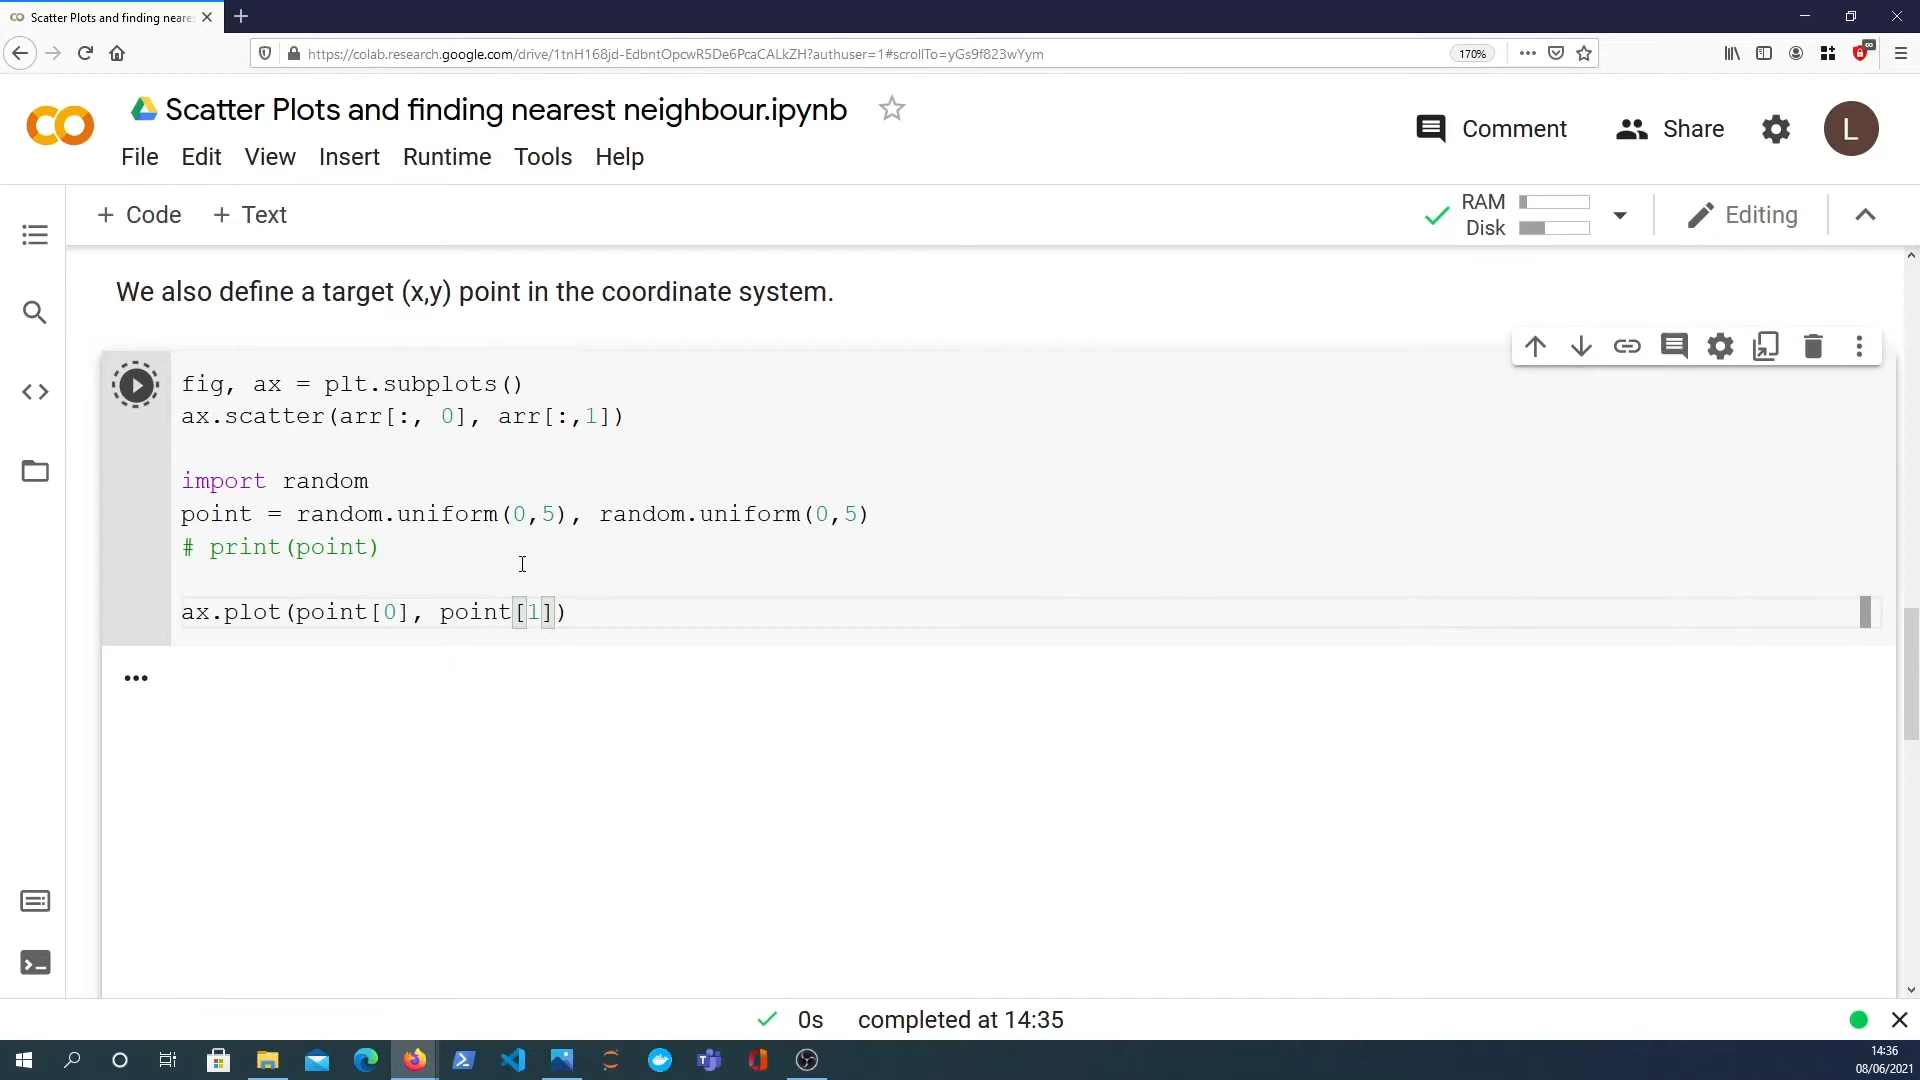 Scatter Plots and finding neare
https://colab.research.google.com/drive/1tnH168jd-EdbntOpcwR5De6PcaCALkZH?authuser=1#scrollTo=yGs9f823wYym
170%
Scatter Plots and finding nearest neighbour.ipynb
Comment
Share
L
File Edit View Insert Runtime Tools Help
+ Code + Text
RAM
Disk
Editing
We also define a target (x,y) point in the coordinate system.
fig, ax = plt.subplots()
ax.scatter(arr[:, 0], arr[:,1])
import random
point = random.uniform(0,5), random.uniform(0,5)
# print(point)
ax.plot(point[0], point[1])
0s completed at 14:35
14:36
08/06/2021